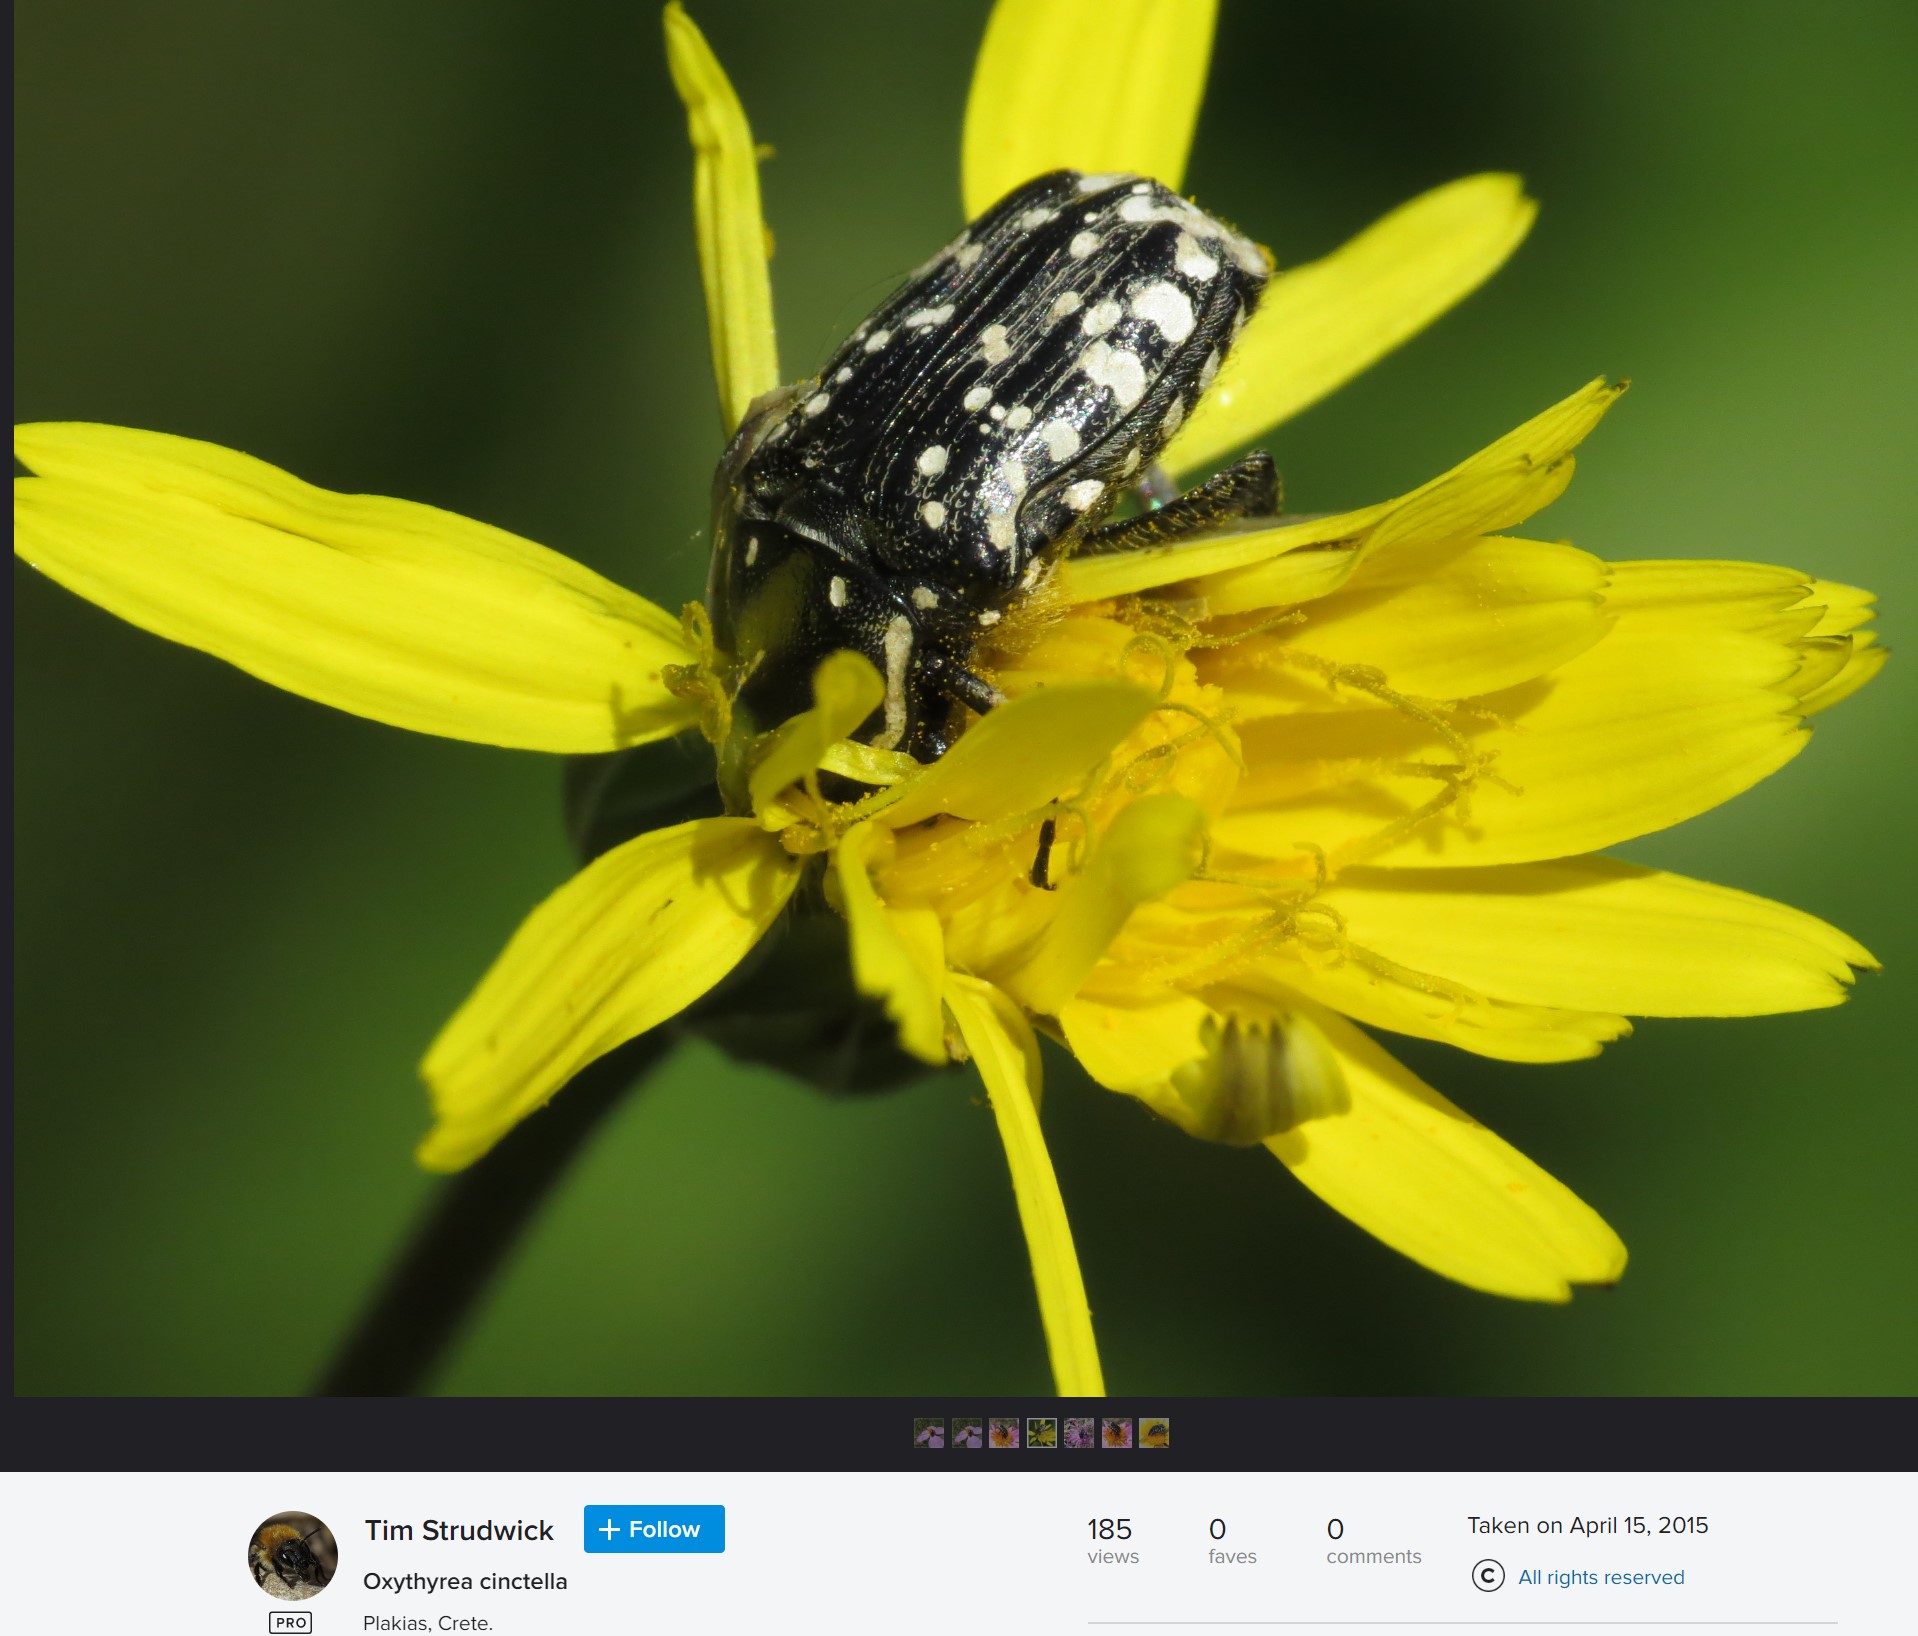 Tim Strudwick
+ Follow
Oxythyrea cinctella
PRO
Plakias, Crete.
185
views
0
faves
0
comments
Taken on April 15, 2015
C All rights reserved